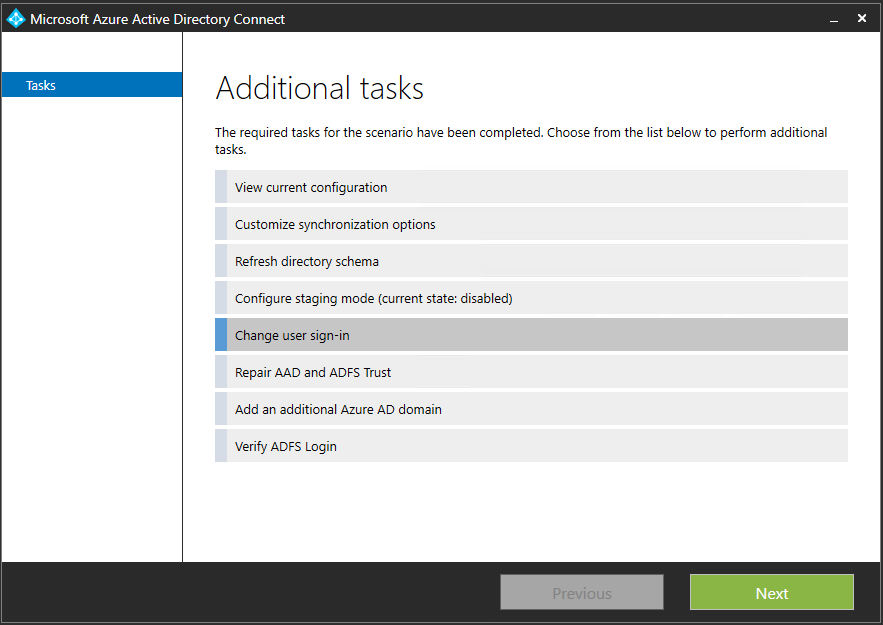 Microsoft Azure Active Directory Connect
Tasks
Additional tasks
The required tasks for the scenario have been completed. Choose from the list below to perform additional
tasks.
View current configuration
Customize synchronization options
Refresh directory schema
Configure staging mode (current state: disabled)
Change user sign-in
Repair AAD and ADFS Trust
Add an additional Azure AD domain
Verify ADFS Login
Previous
Next